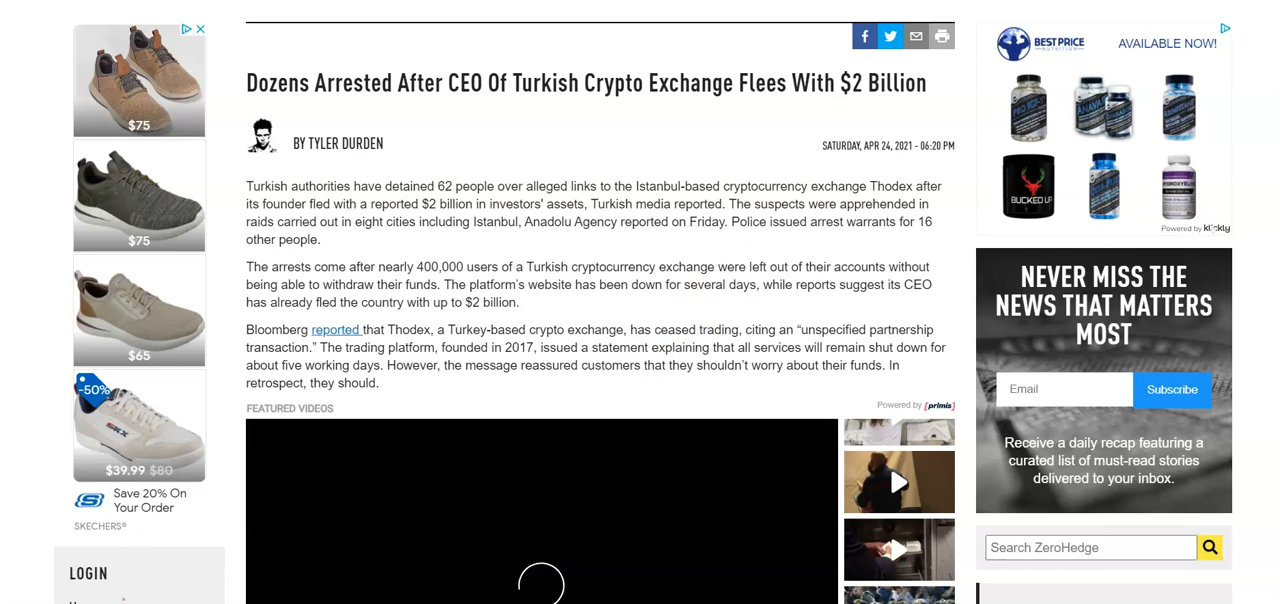 Dozens Arrested After CEO Of Turkish Crypto Exchange Flees With $2 Billion
BY TYLER DURDEN
SATURDAY, APR 24, 2021 - 06:20 PM
Turkish authorities have detained 62 people over alleged links to the Istanbul-based cryptocurrency exchange Thodex after
its founder fled with a reported $2 billion in investors' assets, Turkish media reported. The suspects were apprehended in
raids carried out in eight cities including Istanbul, Anadolu Agency reported on Friday. Police issued arrest warrants for 16
other people.
The arrests come after nearly 400,000 users of a Turkish cryptocurrency exchange were left out of their accounts without
being able to withdraw their funds. The platform's website has been down for several days, while reports suggest its CEO
has already fled the country with up to $2 billion.
Bloomberg reported that Thodex, a Turkey-based crypto exchange, has ceased trading, citing an “unspecified partnership
transaction.” The trading platform, founded in 2017, issued a statement explaining that all services will remain shut down for
about five working days. However, the message reassured customers that they shouldn’t worry about their funds. In
retrospect, they should.
FEATURED VIDEOS
Powered by [primis]
$75
$75
$65
-50%
SKX
$39.99 $80
S
Save 20% On
Your Order
SKECHERS®
LOGIN
BEST PRICE
NUTRITION
AVAILABLE NOW!
PRO IGF-1
ANAVAR
BUCKED UP
HYDROXYELITE
Powered by klickly
NEVER MISS THE
NEWS THAT MATTERS
MOST
Email
Subscribe
Receive a daily recap featuring a
curated list of must-read stories
delivered to your inbox.
Search ZeroHedge